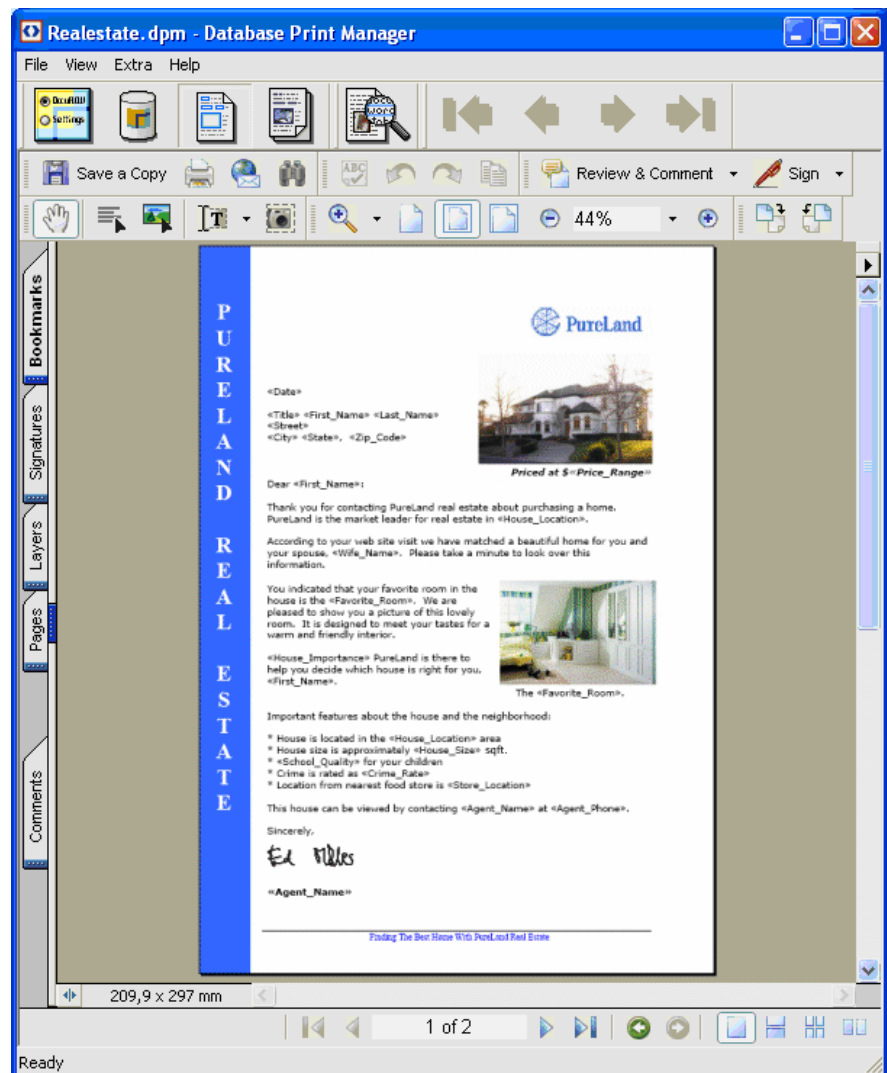 Realestate.dpm - Database Print Manager
File View Extra Help
DocuROW
Settings
word
Save a Copy
ABC
Review & Comment
Sign
T
44%
Bookmarks
Signatures
Layers
Pages
Comments
PURELAND REAL ESTATE
PureLand
«Date»
«Title» «First_Name» «Last_Name»
«Street»
«City» «State», «Zip_Code»
Priced at $«Price_Range»
Dear «First_Name»:
Thank you for contacting PureLand real estate about purchasing a home.
PureLand is the market leader for real estate in «House_Location».
According to your web site visit we have matched a beautiful home for you and
your spouse, «Wife_Name». Please take a minute to look over this
information.
You indicated that your favorite room in the
house is the «Favorite_Room». We are
pleased to show you a picture of this lovely
room. It is designed to meet your tastes for a
warm and friendly interior.
«House_Importance» PureLand is there to
help you decide which house is right for you,
«First_Name».
The «Favorite_Room».
Important features about the house and the neighborhood:
* House is located in the «House_Location» area
* House size is approximately «House_Size» sqft.
* «School_Quality» for your children
* Crime is rated as «Crime_Rate»
* Location from nearest food store is «Store_Location»
This house can be viewed by contacting «Agent_Name» at «Agent_Phone».
Sincerely,
Ed Miles
«Agent_Name»
Finding The Best Home With PureLand Real Estate
209,9 x 297 mm
1 of 2
Ready